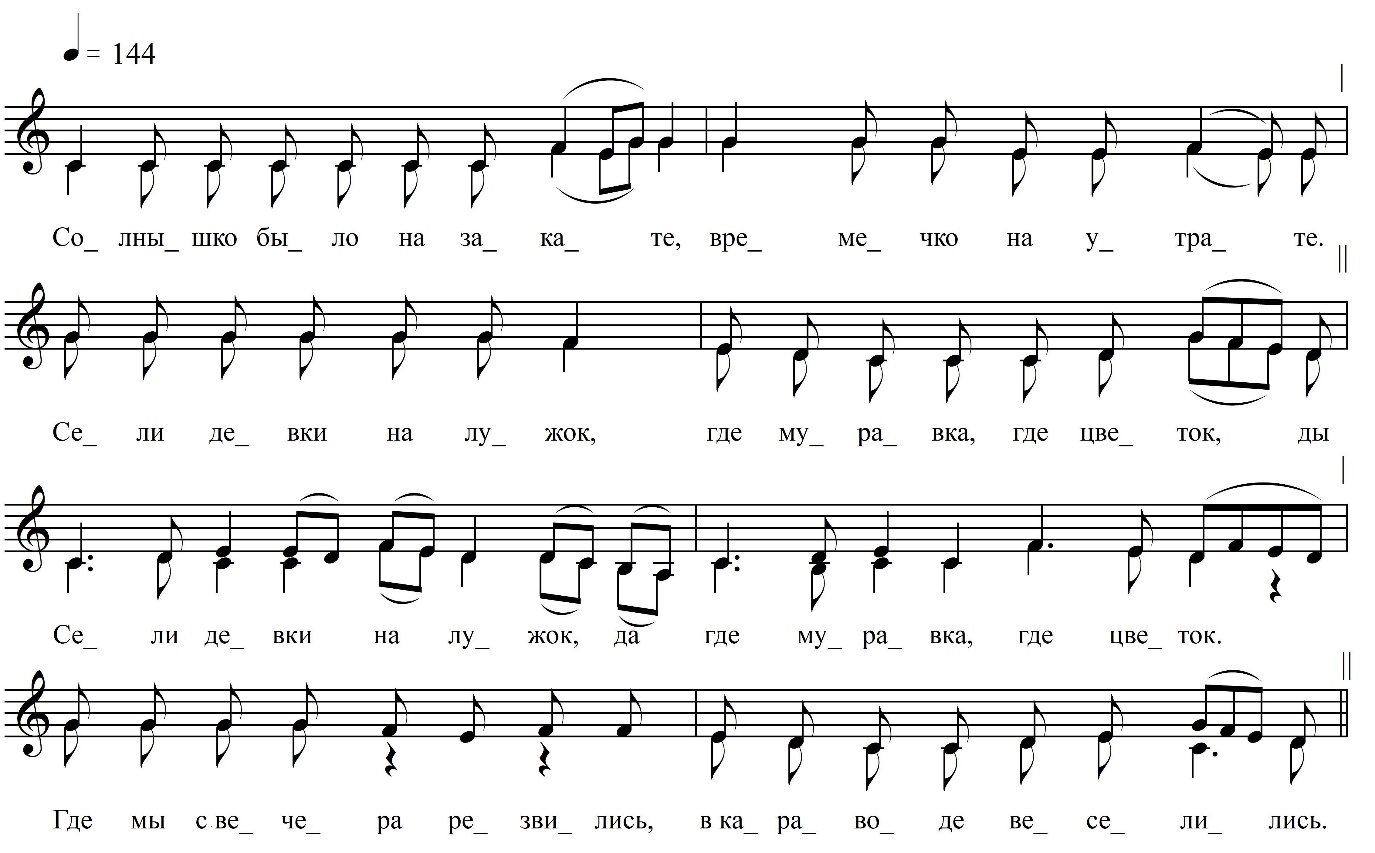 = 144
Со_ лны_ шко бы_ ло на за_ ка_ те, вре_ ме_ чко на у_ тра_ те.
Се_ ли де_ вки на лу_ жок, где му_ ра_ вка, где цве_ ток, ды
Се_ ли де_ вки на лу_ жок, да где му_ ра_ вка, где цве_ ток.
Где мы с ве_ че_ ра ре_ зви_ лись, в ка_ ра_ во_ де ве_ се_ ли_ лись.